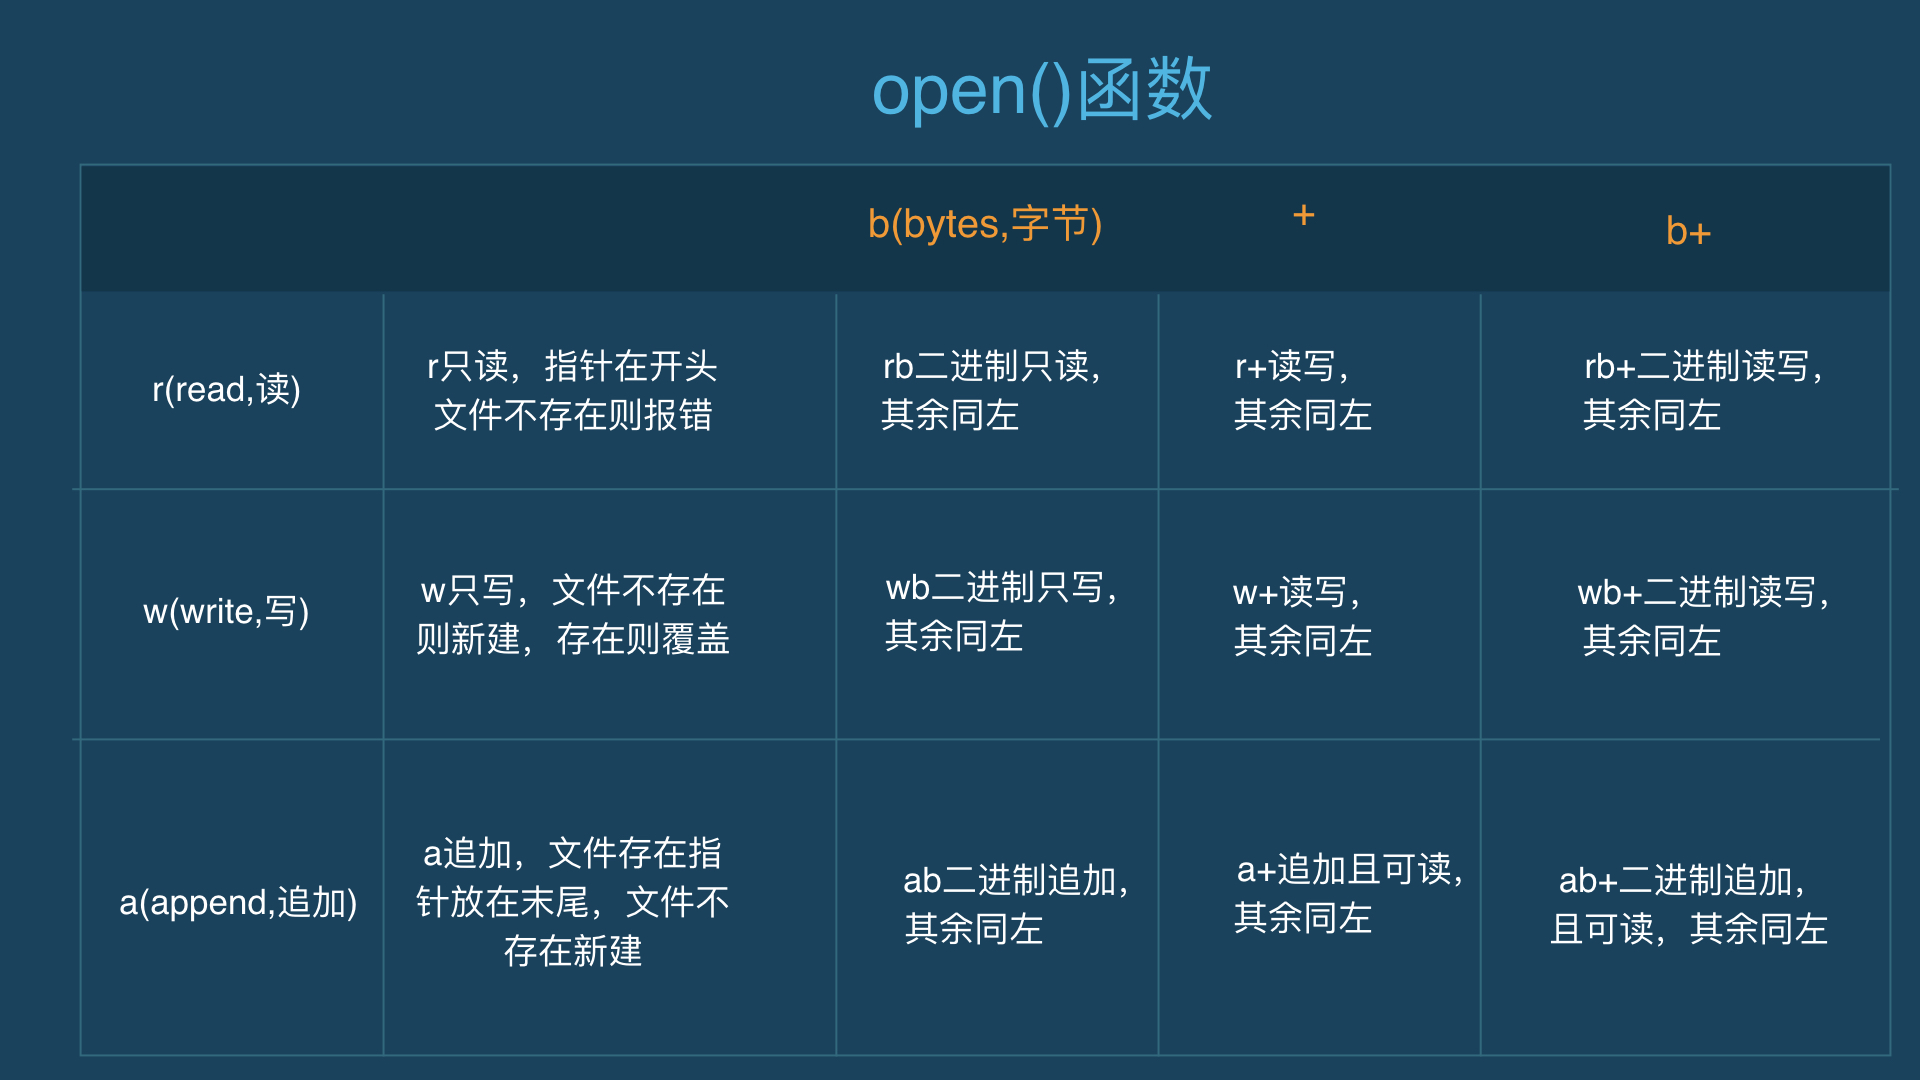 open()函数
b(bytes,字节)
+
b+
r(read,读)
r只读，指针在开头
文件不存在则报错
rb二进制只读，
其余同左
r+读写，
其余同左
rb+二进制读写，
其余同左
w(write,写)
w只写，文件不存在
则新建，存在则覆盖
wb二进制只写，
其余同左
w+读写，
其余同左
wb+二进制读写，
其余同左
a(append,追加)
a追加，文件存在指
针放在末尾，文件不
存在新建
ab二进制追加，
其余同左
a+追加且可读，
其余同左
ab+二进制追加，
且可读，其余同左